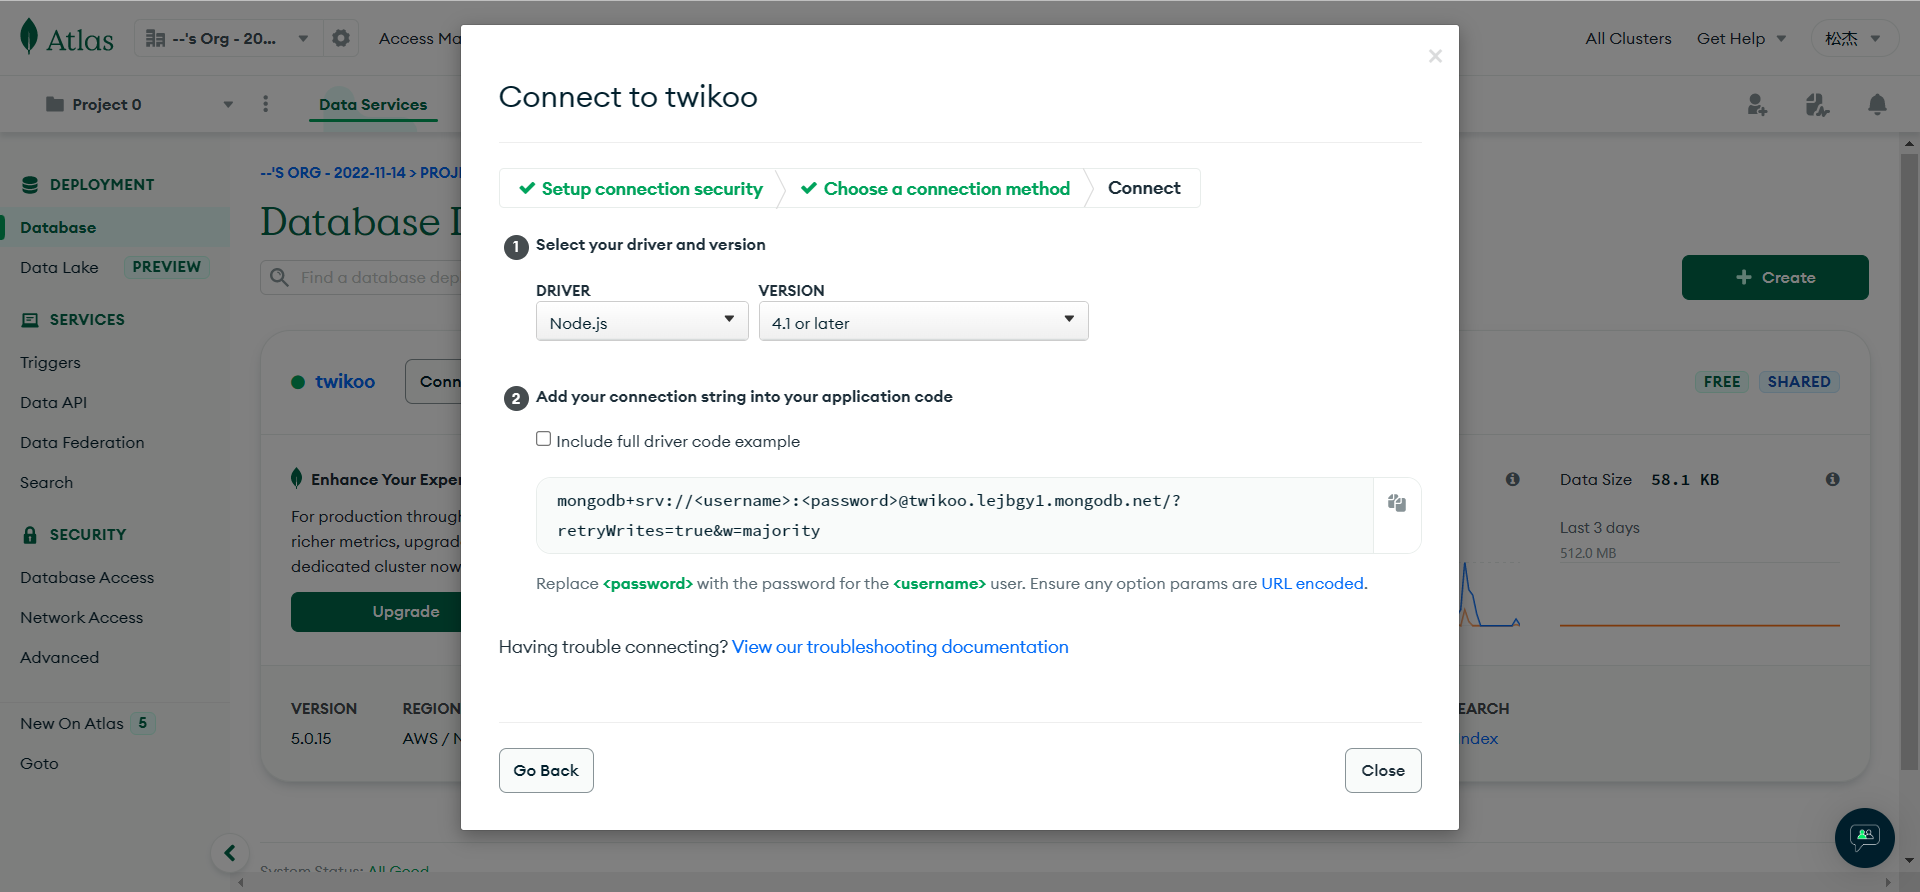 Atlas
--'s Org - 20...
Access Ma
All Clusters
Get Help
松杰
Project 0
Data Services
DEPLOYMENT
Database
Data Lake PREVIEW
SERVICES
Triggers
Data API
Data Federation
Search
SECURITY
Database Access
Network Access
Advanced
New On Atlas 5
Goto
--'S ORG - 2022-11-14 > PROJ
Database
Find a database dep
Create
twikoo
Conn
FREE SHARED
Enhance Your Exper
For production through
richer metrics, upgrad
dedicated cluster now
Upgrade
Data Size 58.1 KB
Last 3 days
512.0 MB
VERSION
5.0.15
REGION
AWS / N
EARCH
ndex
System Status: All Good
Connect to twikoo
Setup connection security
Choose a connection method
Connect
1 Select your driver and version
DRIVER
Node.js
VERSION
4.1 or later
2 Add your connection string into your application code
Include full driver code example
mongodb+srv://<username>:<password>@twikoo.lejbgy1.mongodb.net/?
retryWrites=true&w=majority
Replace <password> with the password for the <username> user. Ensure any option params are URL encoded.
Having trouble connecting? View our troubleshooting documentation
Go Back
Close